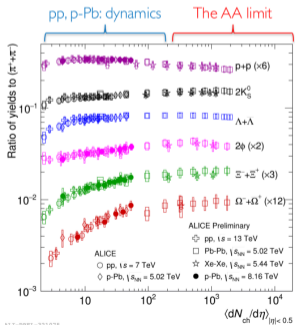 pp, p-Pb: dynamics
The AA limit
Ratio of yields to (π⁺+π⁻)
10⁻¹
10⁻²
10⁻³
p+p̅ (×6)
2K⁰S
Λ+Λ̅
2ϕ (×2)
Ξ⁻+Ξ̅⁺ (×3)
Ω⁻+Ω̅⁺ (×12)
ALICE
pp, √s = 7 TeV
p-Pb, √sNN = 5.02 TeV
ALICE Preliminary
pp, √s = 13 TeV
Pb-Pb, √sNN = 5.02 TeV
Xe-Xe, √sNN = 5.44 TeV
p-Pb, √sNN = 8.16 TeV
10 10² 10³
⟨dNch/dη⟩|η|< 0.5